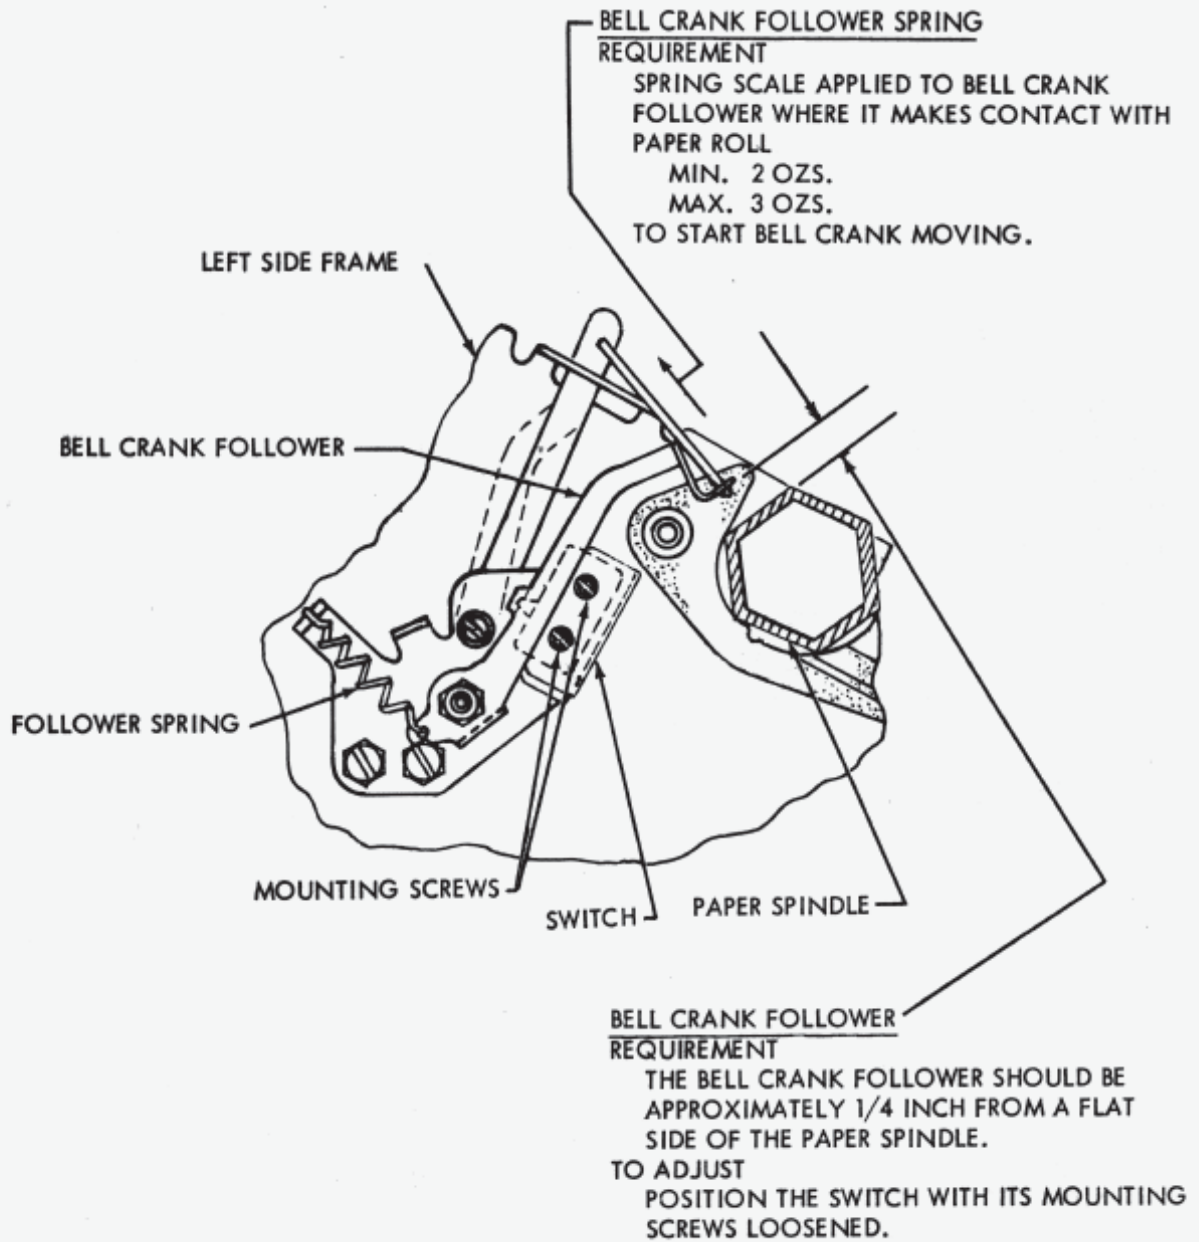 BELL CRANK FOLLOWER SPRING
REQUIREMENT
SPRING SCALE APPLIED TO BELL CRANK
FOLLOWER WHERE IT MAKES CONTACT WITH
PAPER ROLL
MIN. 2 OZS.
MAX. 3 OZS.
TO START BELL CRANK MOVING.
LEFT SIDE FRAME
BELL CRANK FOLLOWER
FOLLOWER SPRING
MOUNTING SCREWS
SWITCH
PAPER SPINDLE
BELL CRANK FOLLOWER
REQUIREMENT
THE BELL CRANK FOLLOWER SHOULD BE
APPROXIMATELY 1/4 INCH FROM A FLAT
SIDE OF THE PAPER SPINDLE.
TO ADJUST
POSITION THE SWITCH WITH ITS MOUNTING
SCREWS LOOSENED.